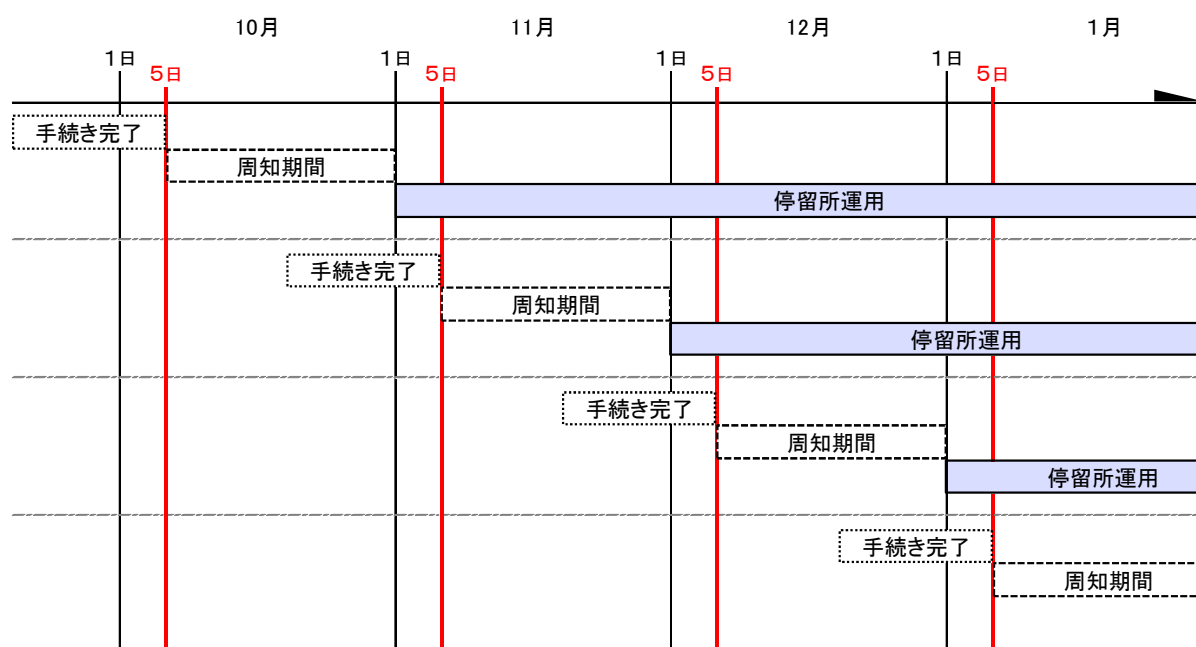 10月
11月
12月
1月
1日
1日
1日
1日
5日
5日
5日
5日
手続き完了
周知期間
停留所運用
手続き完了
周知期間
停留所運用
手続き完了
周知期間
停留所運用
手続き完了
周知期間